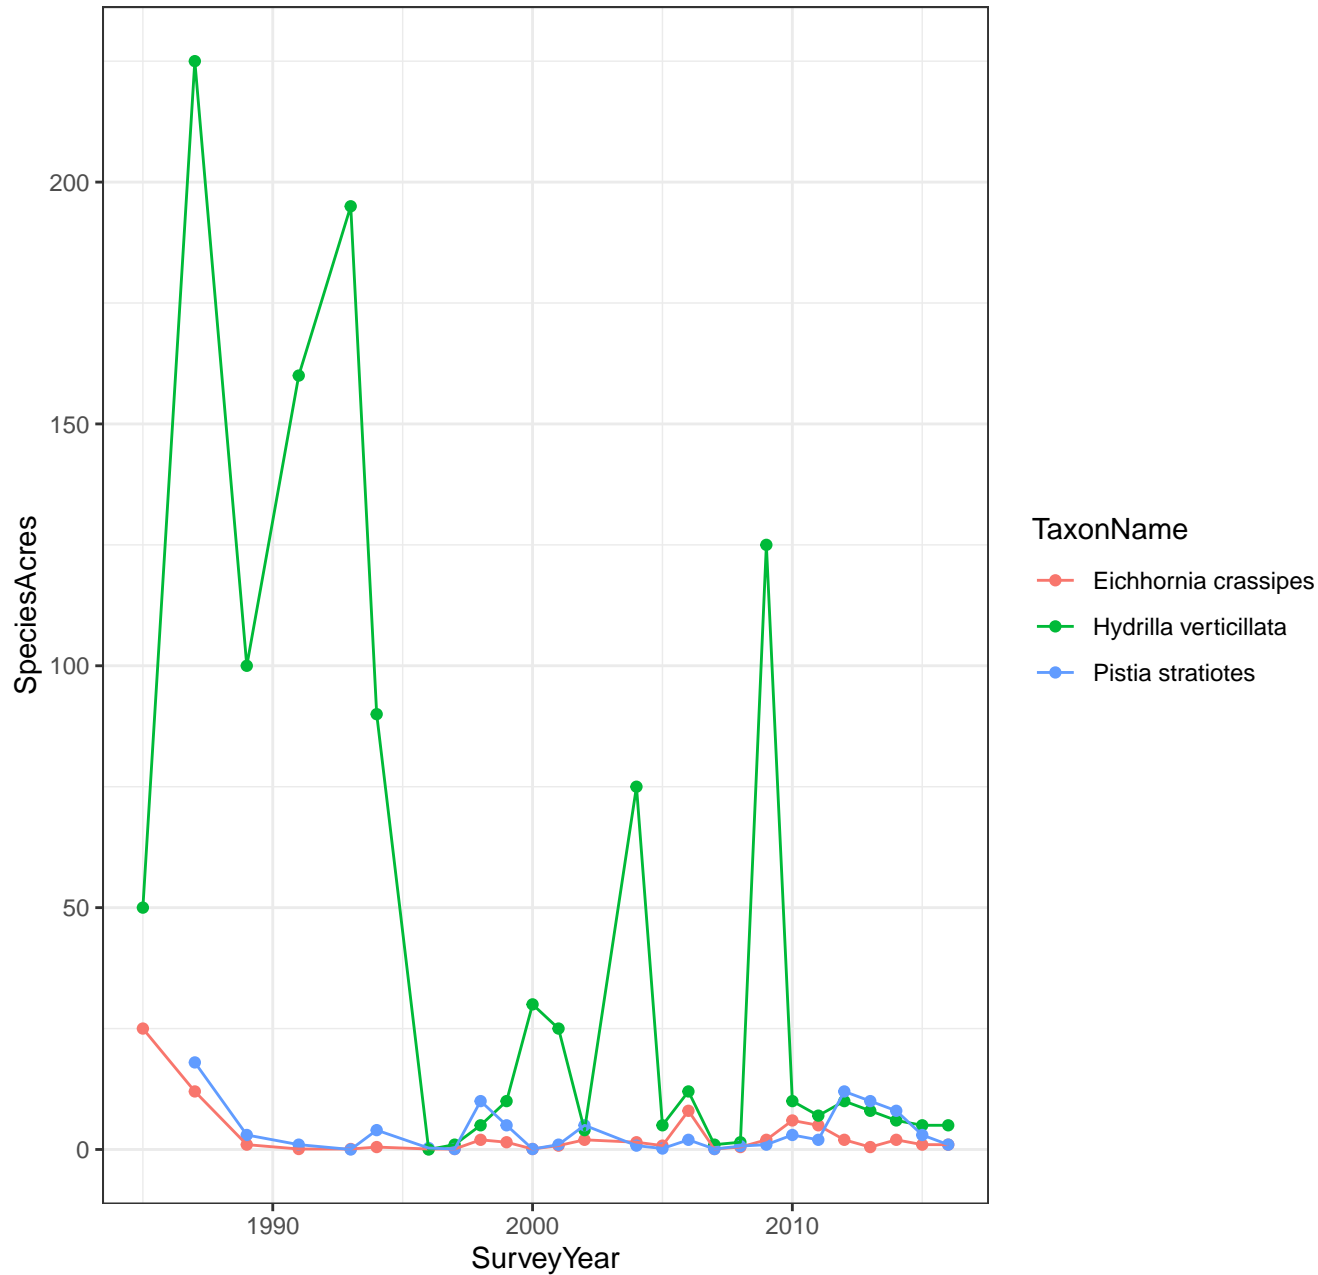 SpeciesAcres
200
150
100
50
0
1990
2000
2010
SurveyYear
TaxonName
Eichhornia crassipes
Hydrilla verticillata
Pistia stratiotes